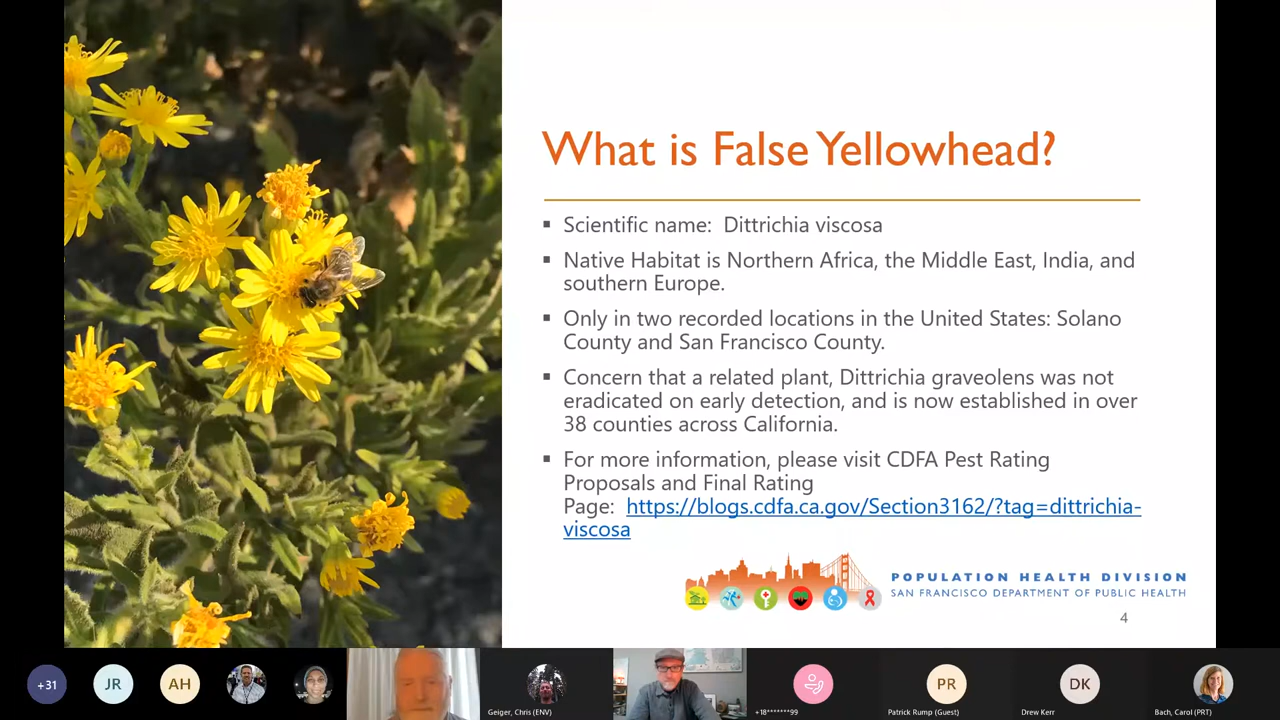 What is False Yellowhead?
▪ Scientific name:  Dittrichia viscosa
▪ Native Habitat is Northern Africa, the Middle East, India, and
southern Europe.
▪ Only in two recorded locations in the United States: Solano
County and San Francisco County.
▪ Concern that a related plant, Dittrichia graveolens was not
eradicated on early detection, and is now established in over
38 counties across California.
▪ For more information, please visit CDFA Pest Rating
Proposals and Final Rating
Page:  https://blogs.cdfa.ca.gov/Section3162/?tag=dittrichia-
viscosa
POPULATION HEALTH DIVISION
SAN FRANCISCO DEPARTMENT OF PUBLIC HEALTH
4
+31
JR
AH
Geiger, Chris (ENV)
+18*******99
PR
Patrick Rump (Guest)
DK
Drew Kerr
Bach, Carol (PRT)